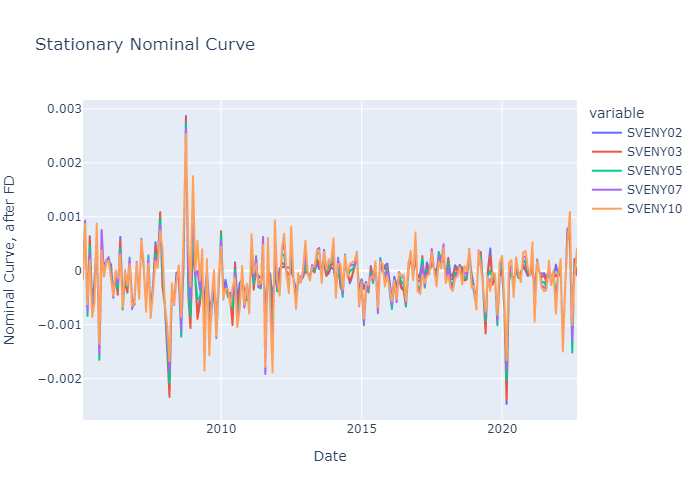 Stationary Nominal Curve
variable
SVENY02
SVENY03
SVENY05
SVENY07
SVENY10
Nominal Curve, after FD
0.003
0.002
0.001
0
−0.001
−0.002
2010
2015
2020
Date